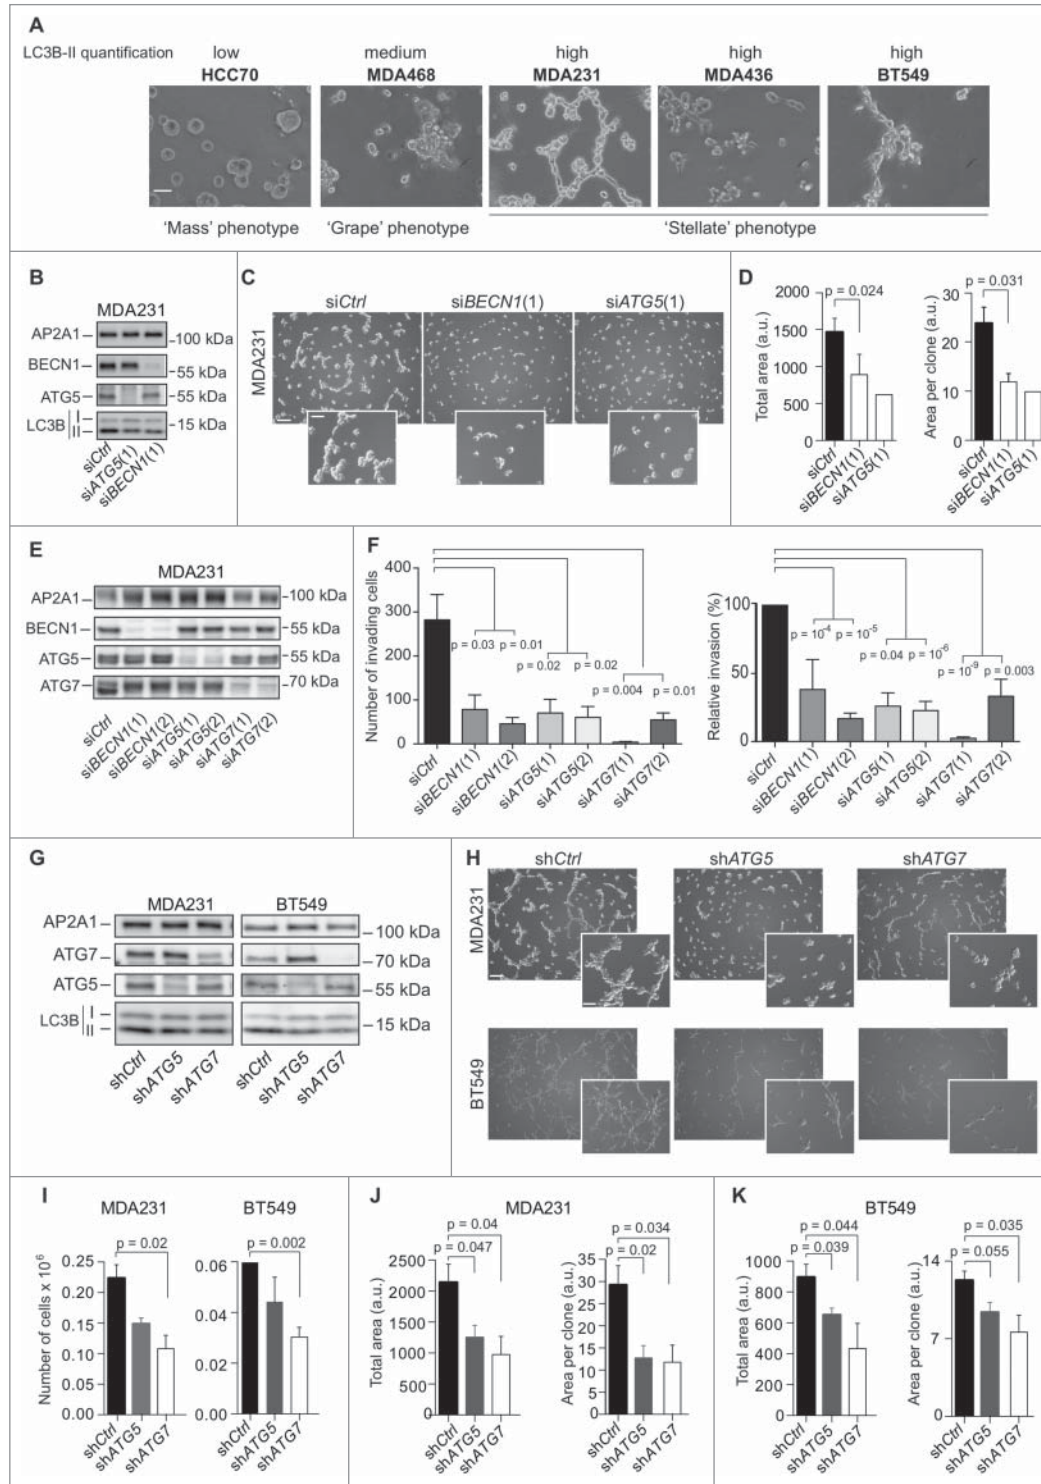 A
LC3B-II quantification low medium high high high
HCC70 MDA468 MDA231 MDA436 BT549
'Mass' phenotype 'Grape' phenotype 'Stellate' phenotype
B
MDA231
AP2A1 100 kDa
BECN1 55 kDa
ATG5 55 kDa
LC3B I II 15 kDa
siCtrl siATG5(1) siBECN1(1)
C
siCtrl siBECN1(1) siATG5(1)
MDA231
D
p = 0.024
Total area (a.u.)
2000
1500
1000
500
0
siCtrl siBECN1(1) siATG5(1)
p = 0.031
Area per clone (a.u.)
30
20
10
0
siCtrl siBECN1(1) siATG5(1)
E
MDA231
AP2A1 100 kDa
BECN1 55 kDa
ATG5 55 kDa
ATG7 70 kDa
siCtrl siBECN1(1) siBECN1(2) siATG5(1) siATG5(2) siATG7(1) siATG7(2)
F
Number of invading cells
400
300
200
100
0
p = 0.03 p = 0.01
p = 0.02 p = 0.02
p = 0.004 p = 0.01
siCtrl siBECN1(1) siBECN1(2) siATG5(1) siATG5(2) siATG7(1) siATG7(2)
Relative invasion (%)
100
50
0
p = 10-4 p = 10-5
p = 0.04 p = 10-6
p = 10-9 p = 0.003
siCtrl siBECN1(1) siBECN1(2) siATG5(1) siATG5(2) siATG7(1) siATG7(2)
G
MDA231 BT549
AP2A1 100 kDa
ATG7 70 kDa
ATG5 55 kDa
LC3B I II 15 kDa
shCtrl shATG5 shATG7 shCtrl shATG5 shATG7
H
shCtrl shATG5 shATG7
MDA231
BT549
I
MDA231 BT549
Number of cells x 106
p = 0.02
0.25
0.20
0.15
0.10
0.05
0.00
shCtrl shATG5 shATG7
p = 0.002
0.06
0.04
0.02
0.00
shCtrl shATG5 shATG7
J
MDA231
p = 0.04
p = 0.047
Total area (a.u.)
2500
2000
1500
1000
500
0
shCtrl shATG5 shATG7
p = 0.034
p = 0.02
Area per clone (a.u.)
35
30
25
20
15
10
5
0
shCtrl shATG5 shATG7
K
BT549
p = 0.044
p = 0.039
Total area (a.u.)
1000
800
600
400
200
0
shCtrl shATG5 shATG7
p = 0.035
p = 0.055
Area per clone (a.u.)
14
7
0
shCtrl shATG5 shATG7